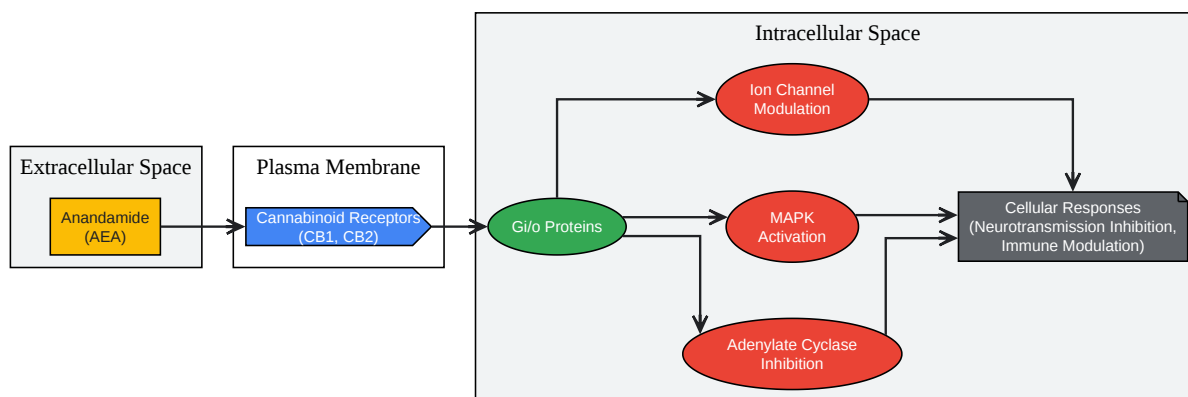 Extracellular Space
Anandamide
(AEA)
Plasma Membrane
Cannabinoid Receptors
(CB1, CB2)
Intracellular Space
Gi/o Proteins
Ion Channel
Modulation
MAPK
Activation
Adenylate Cyclase
Inhibition
Cellular Responses
(Neurotransmission Inhibition,
Immune Modulation)